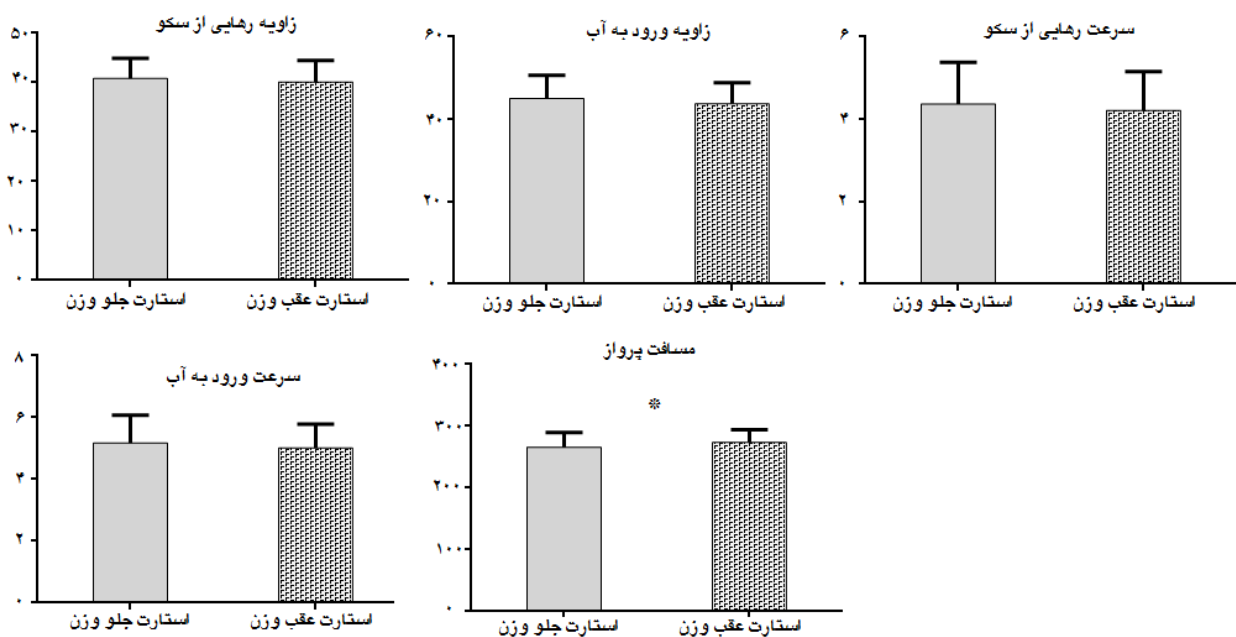 زاویه رهایی از سکو
۵۰
۴۰
۳۰
۲۰
۱۰
۰
استارت جلو وزن
استارت عقب وزن
زاویه ورود به آب
۶۰
۴۰
۲۰
۰
استارت جلو وزن
استارت عقب وزن
سرعت رهایی از سکو
۶
۴
۲
۰
استارت جلو وزن
استارت عقب وزن
سرعت ورود به آب
۸
۶
۴
۲
۰
استارت جلو وزن
استارت عقب وزن
مسافت پرواز
۴۰۰
۳۰۰
۲۰۰
۱۰۰
۰
*
استارت جلو وزن
استارت عقب وزن